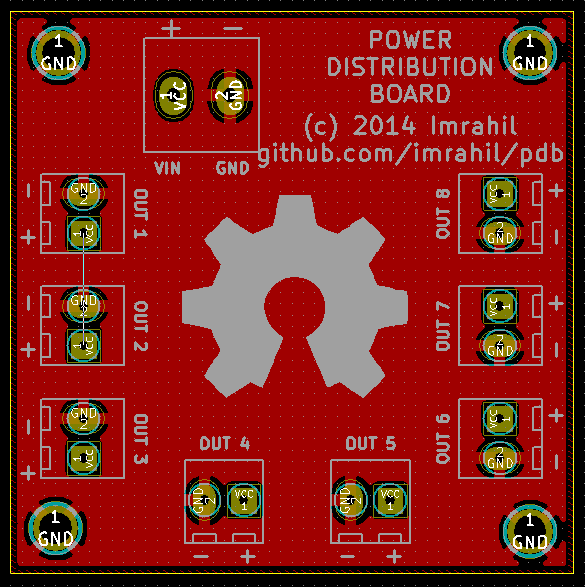 1
GND
+ −
POWER
DISTRIBUTION
BOARD
1
GND
1
VCC
2
GND
(c) 2014 Imrahil
github.com/imrahil/pdb
VIN GND
−
GND
2
OUT 1
+
1
VCC
OUT 8
VCC
1
+
2
GND
−
−
GND
2
OUT 2
+
1
VCC
OUT 7
VCC
1
+
2
GND
−
−
GND
2
OUT 3
+
1
VCC
OUT 6
VCC
1
+
2
GND
−
OUT 4
OUT 5
GND
2
VCC
1
GND
2
VCC
1
− +
− +
1
GND
1
GND